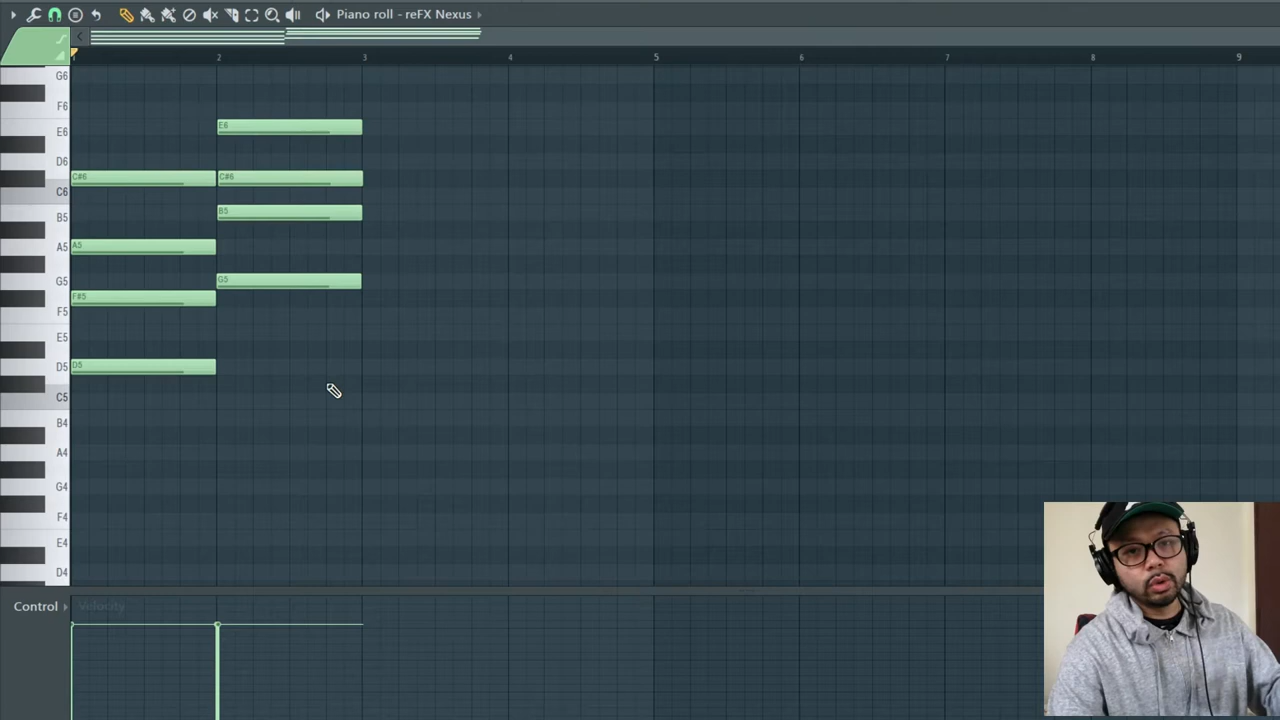 Piano roll - reFX Nexus
1 2 3 4 5 6 7 8 9
G6
F6
E6 E6
D6
C#6 C#6
C6
B5 B5
A5 A5
G5 G5
F#5
F5
E5
D5 D5
C5
B4
A4
G4
F4
E4
D4
Control Velocity